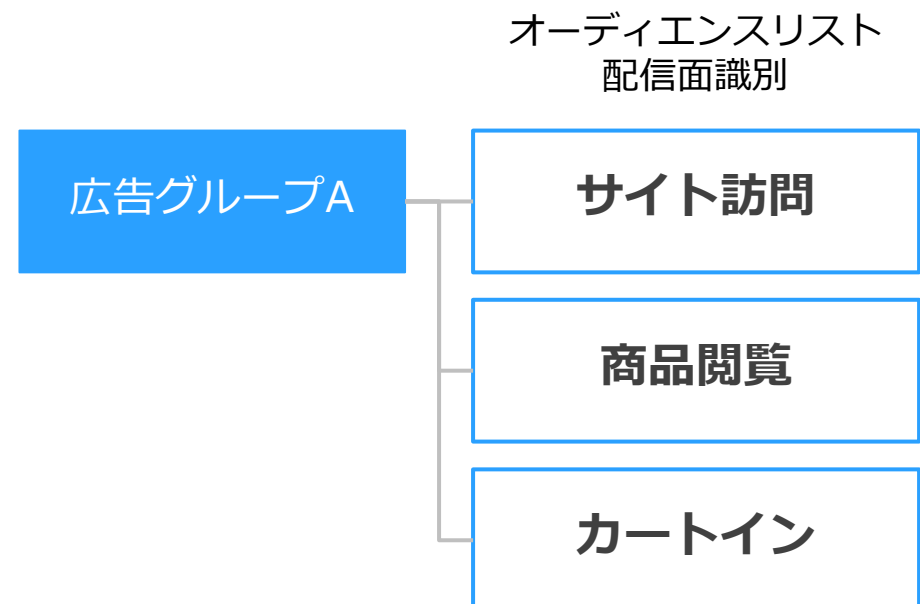 オーディエンスリスト
配信面識別
広告グループA
サイト訪問
商品閲覧
カートイン